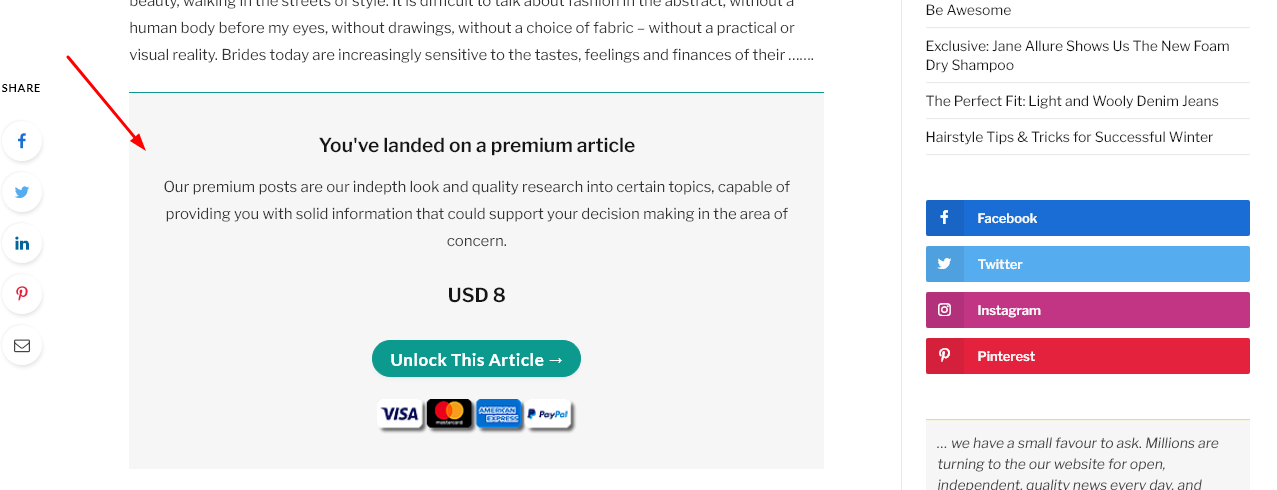 beauty, walking in the streets of style. It is difficult to talk about fashion in the abstract, without a
human body before my eyes, without drawings, without a choice of fabric – without a practical or
visual reality. Brides today are increasingly sensitive to the tastes, feelings and finances of their …….
SHARE
You've landed on a premium article
Our premium posts are our indepth look and quality research into certain topics, capable of
providing you with solid information that could support your decision making in the area of
concern.
USD 8
Unlock This Article →
VISA
mastercard
AMERICAN EXPRESS
PayPal
Be Awesome
Exclusive: Jane Allure Shows Us The New Foam
Dry Shampoo
The Perfect Fit: Light and Wooly Denim Jeans
Hairstyle Tips & Tricks for Successful Winter
Facebook
Twitter
Instagram
Pinterest
… we have a small favour to ask. Millions are
turning to the our website for open,
independent, quality news every day, and